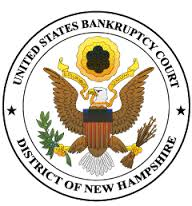 UNITED STATES BANKRUPTCY COURT
DISTRICT OF NEW HAMPSHIRE